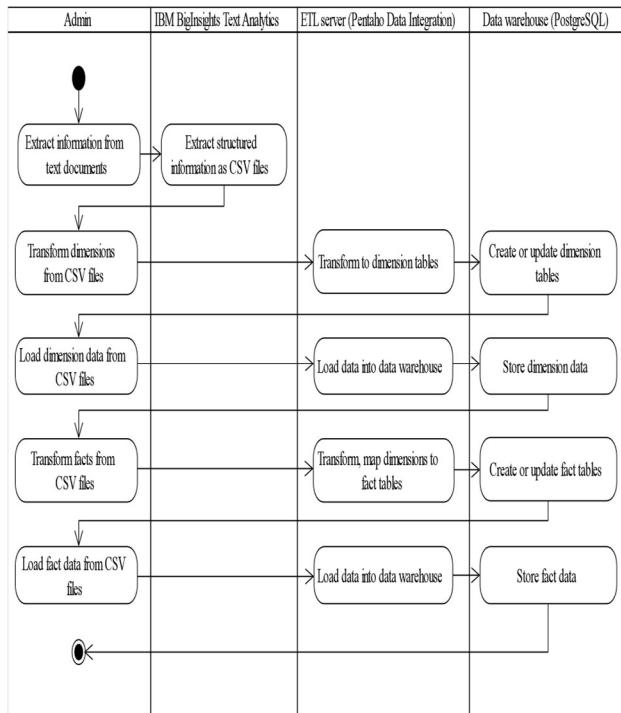 Admin
IBM BigInsights Text Analytics
ETL server (Pentaho Data Integration)
Data warehouse (PostgreSQL)
Extract information from
text documents
Extract structured
information as CSV files
Transform dimensions
from CSV files
Transform to dimension tables
Create or update dimension
tables
Load dimension data from
CSV files
Load data into data warehouse
Store dimension data
Transform facts from
CSV files
Transform, map dimensions to
fact tables
Create or update fact tables
Load fact data from CSV
files
Load data into data warehouse
Store fact data